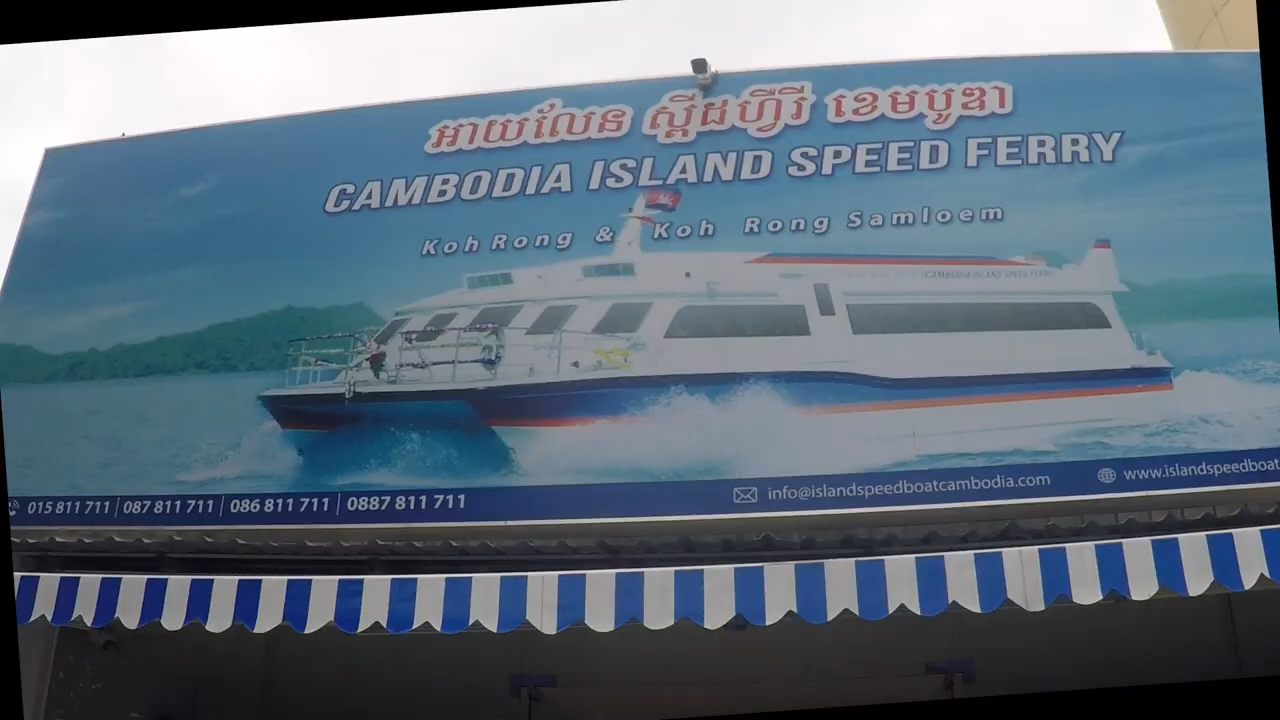 អាយលែន ស្ពីដហ្វឺរី ខេមបូឌា
CAMBODIA ISLAND SPEED FERRY
Koh Rong & Koh Rong Samloem
CAMBODIA ISLAND SPEED FERRY
015 811 711 | 087 811 711 | 086 811 711 | 0887 811 711
info@islandspeedboatcambodia.com
www.islandspeedboat